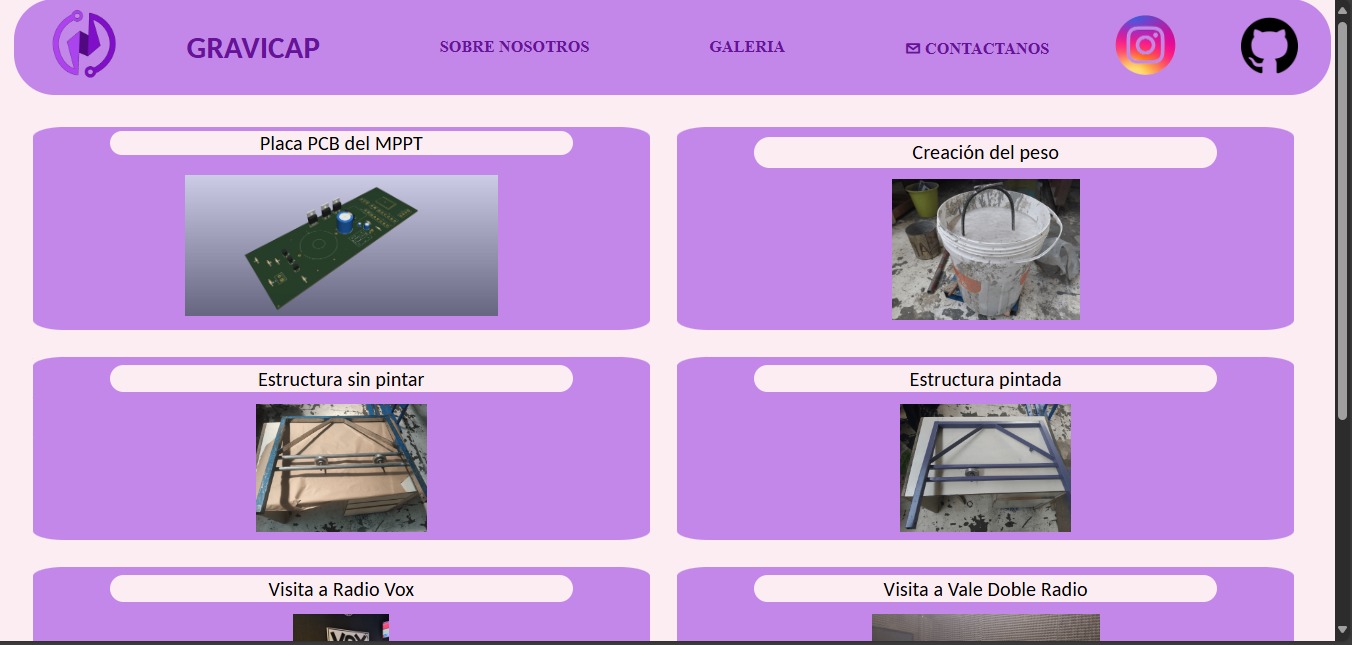 GRAVICAP
SOBRE NOSOTROS
GALERIA
CONTACTANOS
Placa PCB del MPPT
Creación del peso
Estructura sin pintar
Estructura pintada
Visita a Radio Vox
Visita a Vale Doble Radio
VOX